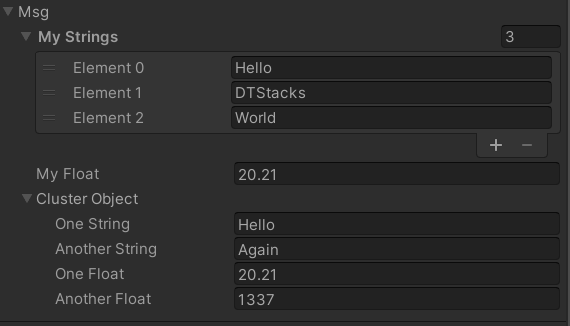 Msg
My Strings 3
Element 0 Hello
Element 1 DTStacks
Element 2 World
My Float 20.21
Cluster Object
One String Hello
Another String Again
One Float 20.21
Another Float 1337